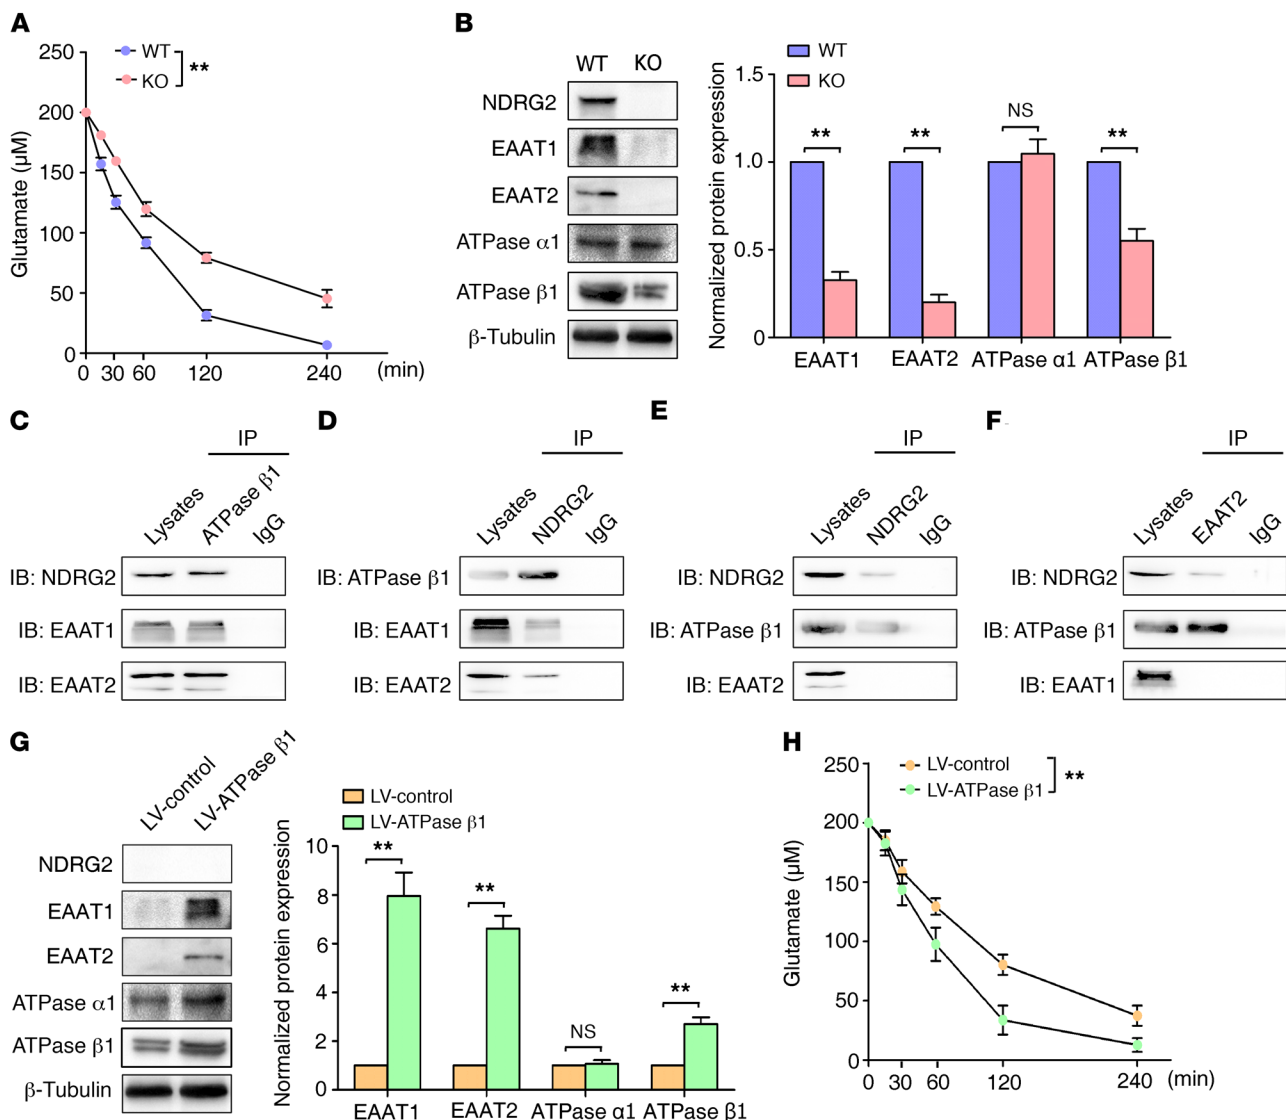 A
250
200
150
100
50
0
Glutamate (μM)
WT
KO
**
0 30 60 120 240 (min)
B
WT KO
NDRG2
EAAT1
EAAT2
ATPase α1
ATPase β1
β-Tubulin
WT
KO
Normalized protein expression
1.5
1.0
0.5
0
** ** NS **
EAAT1 EAAT2 ATPase α1 ATPase β1
C
IP
Lysates ATPase β1 IgG
IB: NDRG2
IB: EAAT1
IB: EAAT2
D
IP
Lysates NDRG2 IgG
IB: ATPase β1
IB: EAAT1
IB: EAAT2
E
IP
Lysates NDRG2 IgG
IB: NDRG2
IB: ATPase β1
IB: EAAT2
F
IP
Lysates EAAT2 IgG
IB: NDRG2
IB: ATPase β1
IB: EAAT1
G
LV-control LV-ATPase β1
NDRG2
EAAT1
EAAT2
ATPase α1
ATPase β1
β-Tubulin
LV-control
LV-ATPase β1
Normalized protein expression
10
8
6
4
2
0
** ** NS **
EAAT1 EAAT2 ATPase α1 ATPase β1
H
250
200
150
100
50
0
Glutamate (μM)
LV-control
LV-ATPase β1
**
0 30 60 120 240 (min)